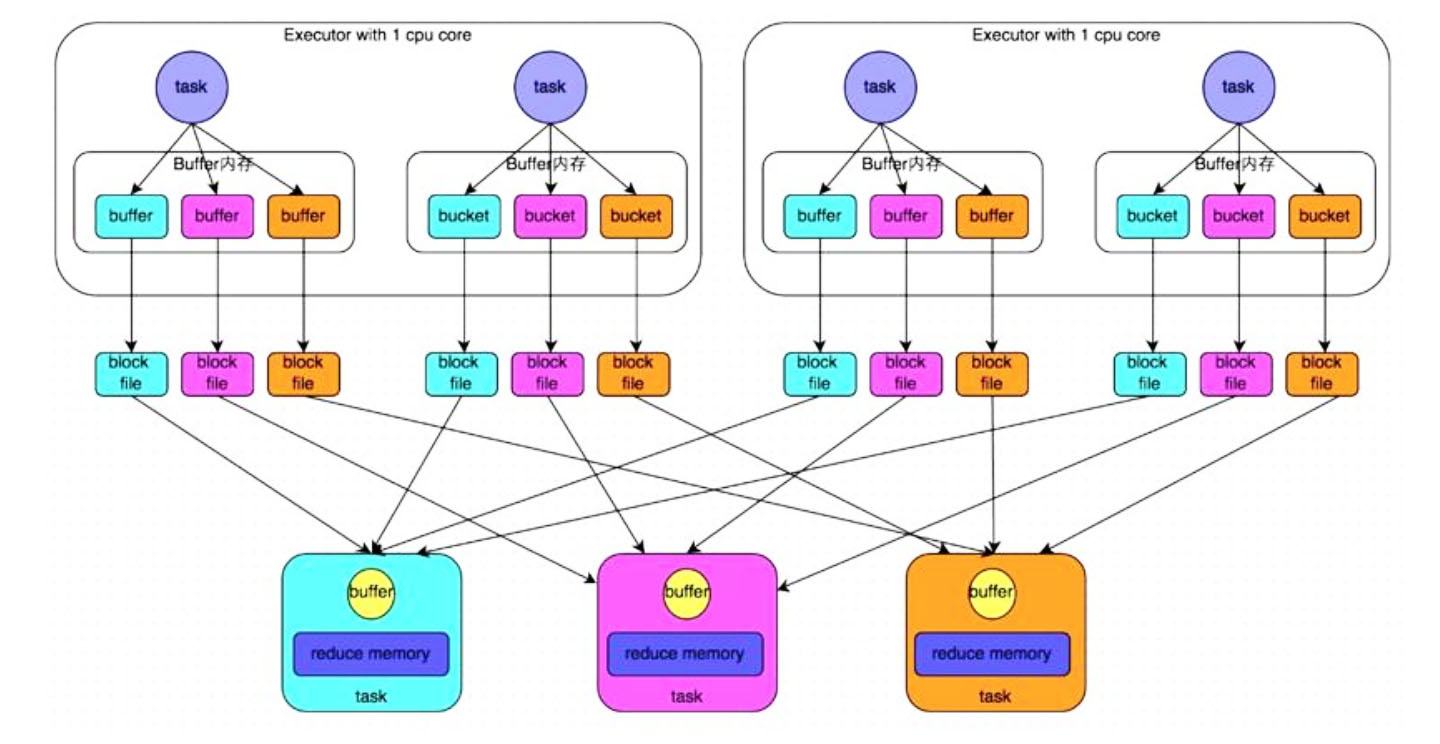 Executor with 1 cpu core
Executor with 1 cpu core
task
task
task
task
Buffer内存
Buffer内存
Buffer内存
Buffer内存
buffer
buffer
buffer
bucket
bucket
bucket
buffer
buffer
buffer
bucket
bucket
bucket
block
file
block
file
block
file
block
file
block
file
block
file
block
file
block
file
block
file
block
file
block
file
block
file
buffer
buffer
buffer
reduce memory
reduce memory
reduce memory
task
task
task